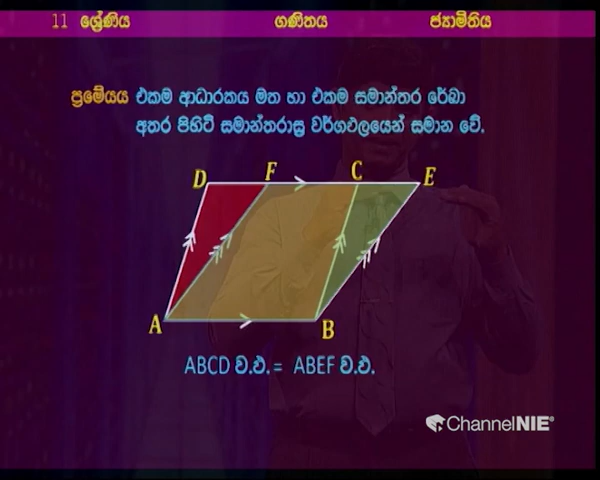 11 ශ්‍රේණිය ගණිතය ජ්‍යාමිතිය
ප්‍රමේයය එකම ආධාරකය මත හා එකම සමාන්තර රේඛා
අතර පිහිටි සමාන්තරාස්‍ර වර්ගඵලයෙන් සමාන වේ.
D F C E
A B
ABCD ව.ඵ. = ABEF ව.ඵ.
ChannelNIE®